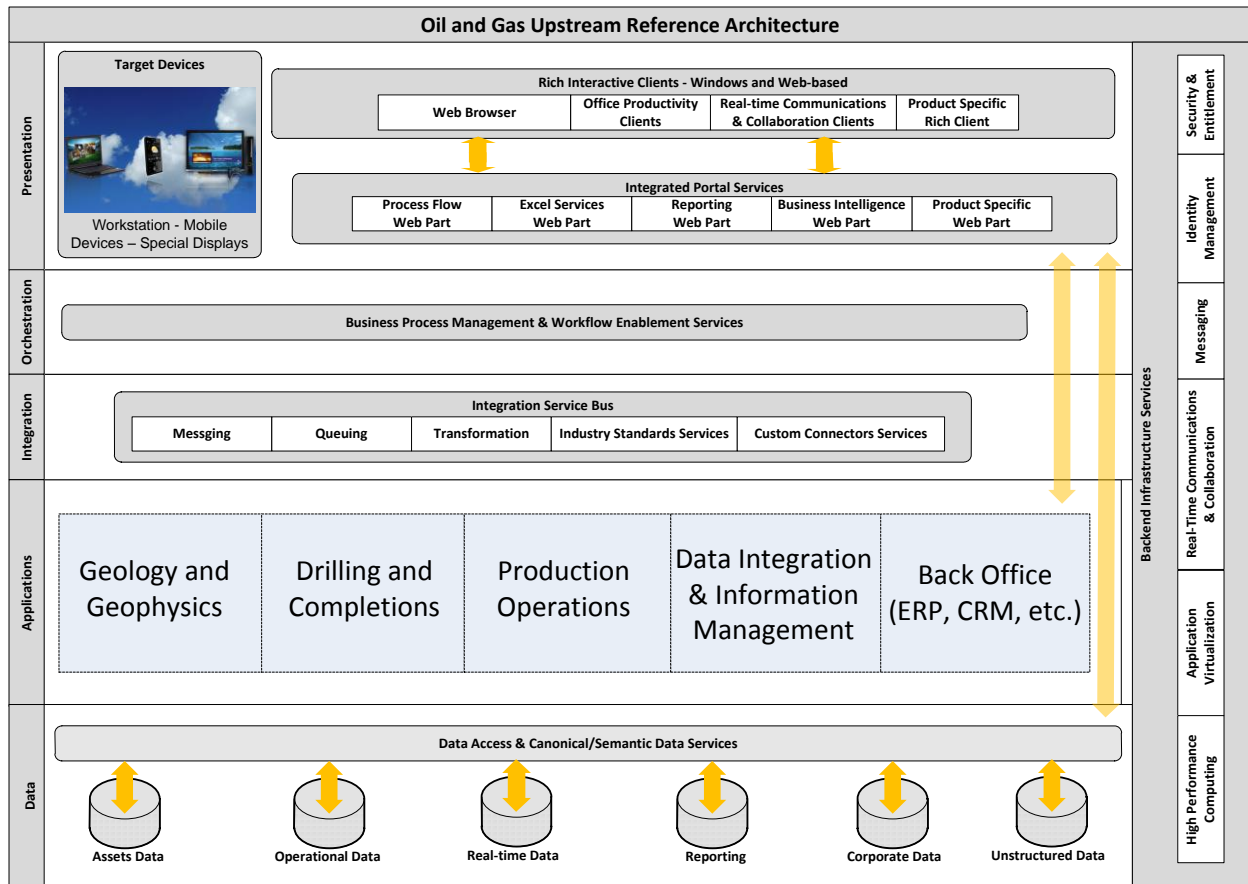 Oil and Gas Upstream Reference Architecture
Presentation
Target Devices
Workstation - Mobile
Devices – Special Displays
Rich Interactive Clients - Windows and Web-based
Web Browser
Office Productivity
Clients
Real-time Communications
& Collaboration Clients
Product Specific
Rich Client
Integrated Portal Services
Process Flow
Web Part
Excel Services
Web Part
Reporting
Web Part
Business Intelligence
Web Part
Product Specific
Web Part
Orchestration
Business Process Management & Workflow Enablement Services
Integration
Integration Service Bus
Messging
Queuing
Transformation
Industry Standards Services
Custom Connectors Services
Applications
Geology and
Geophysics
Drilling and
Completions
Production
Operations
Data Integration
& Information
Management
Back Office
(ERP, CRM, etc.)
Data
Data Access & Canonical/Semantic Data Services
Assets Data
Operational Data
Real-time Data
Reporting
Corporate Data
Unstructured Data
Backend Infrastructure Services
Security &
Entitlement
Identity
Management
Messaging
Real-Time Communications
& Collaboration
Application
Virtualization
High Performance
Computing